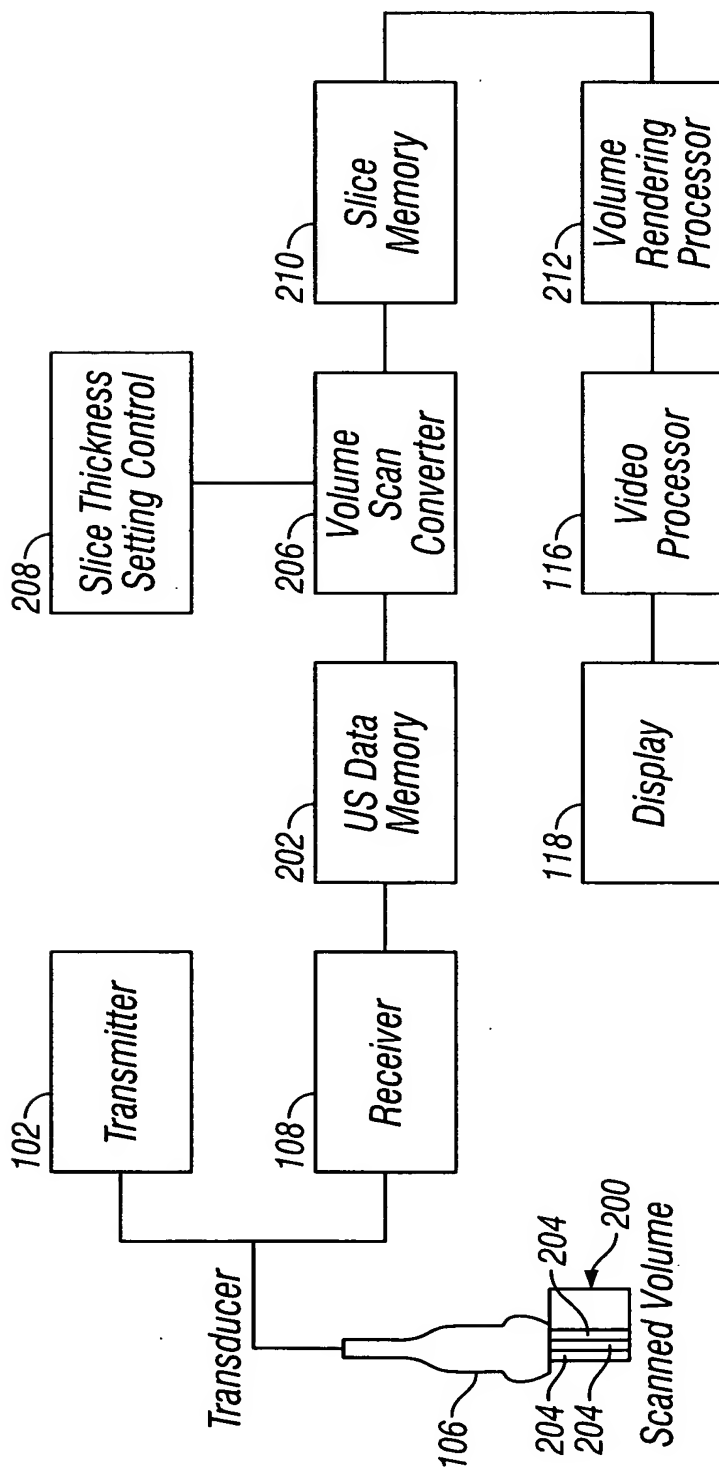 Transducer
106
204
204
204
200
Scanned Volume
102
Transmitter
108
Receiver
202
US Data
Memory
208
Slice Thickness
Setting Control
206
Volume
Scan
Converter
210
Slice
Memory
118
Display
116
Video
Processor
212
Volume
Rendering
Processor